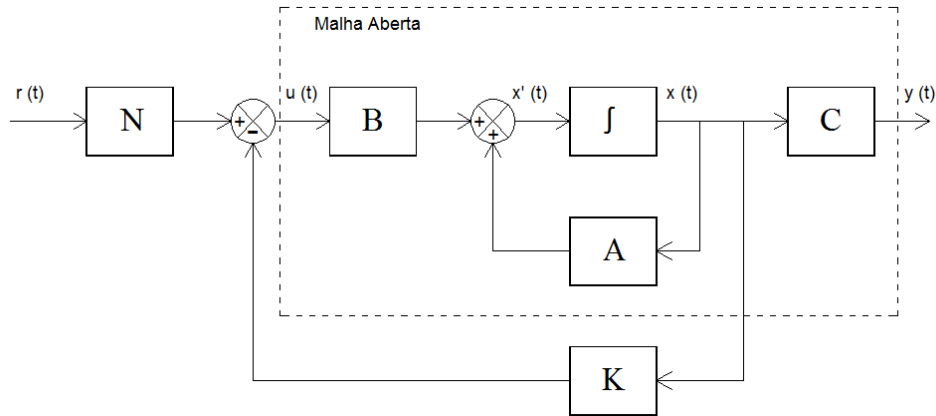 Malha Aberta
r (t)
N
+
-
u (t)
B
+
+
x' (t)
∫
x (t)
C
y (t)
A
K